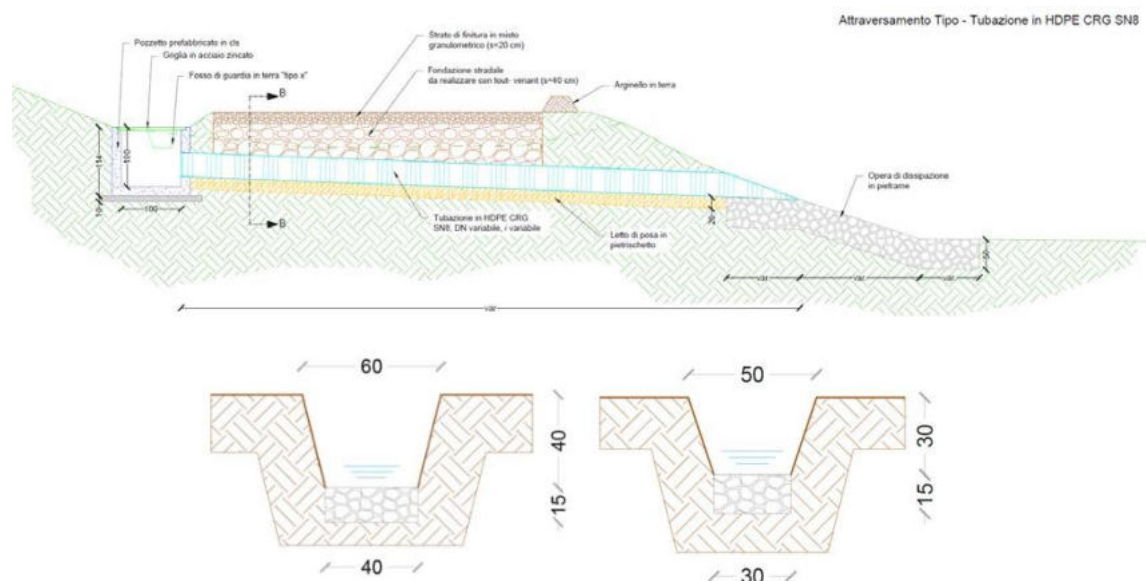 Attraversamento Tipo - Tubazione in HDPE CRG SN8
Pozzetto prefabbricato in cls
Griglia in acciaio zincato
Fosso di guardia in terra "tipo x"
Strato di finitura in misto
granulometrico (s=20 cm)
Fondazione stradale
da realizzare con tout- venant (s=40 cm)
Arginello in terra
B
B
114
100
10
100
Tubazione in HDPE CRG
SN8, DN variabile, i variabile
Letto di posa in
pietrischetto
20
Opera di dissipazione
in pietrame
50
var
var
var
var
60
40
15
40
50
30
15
30